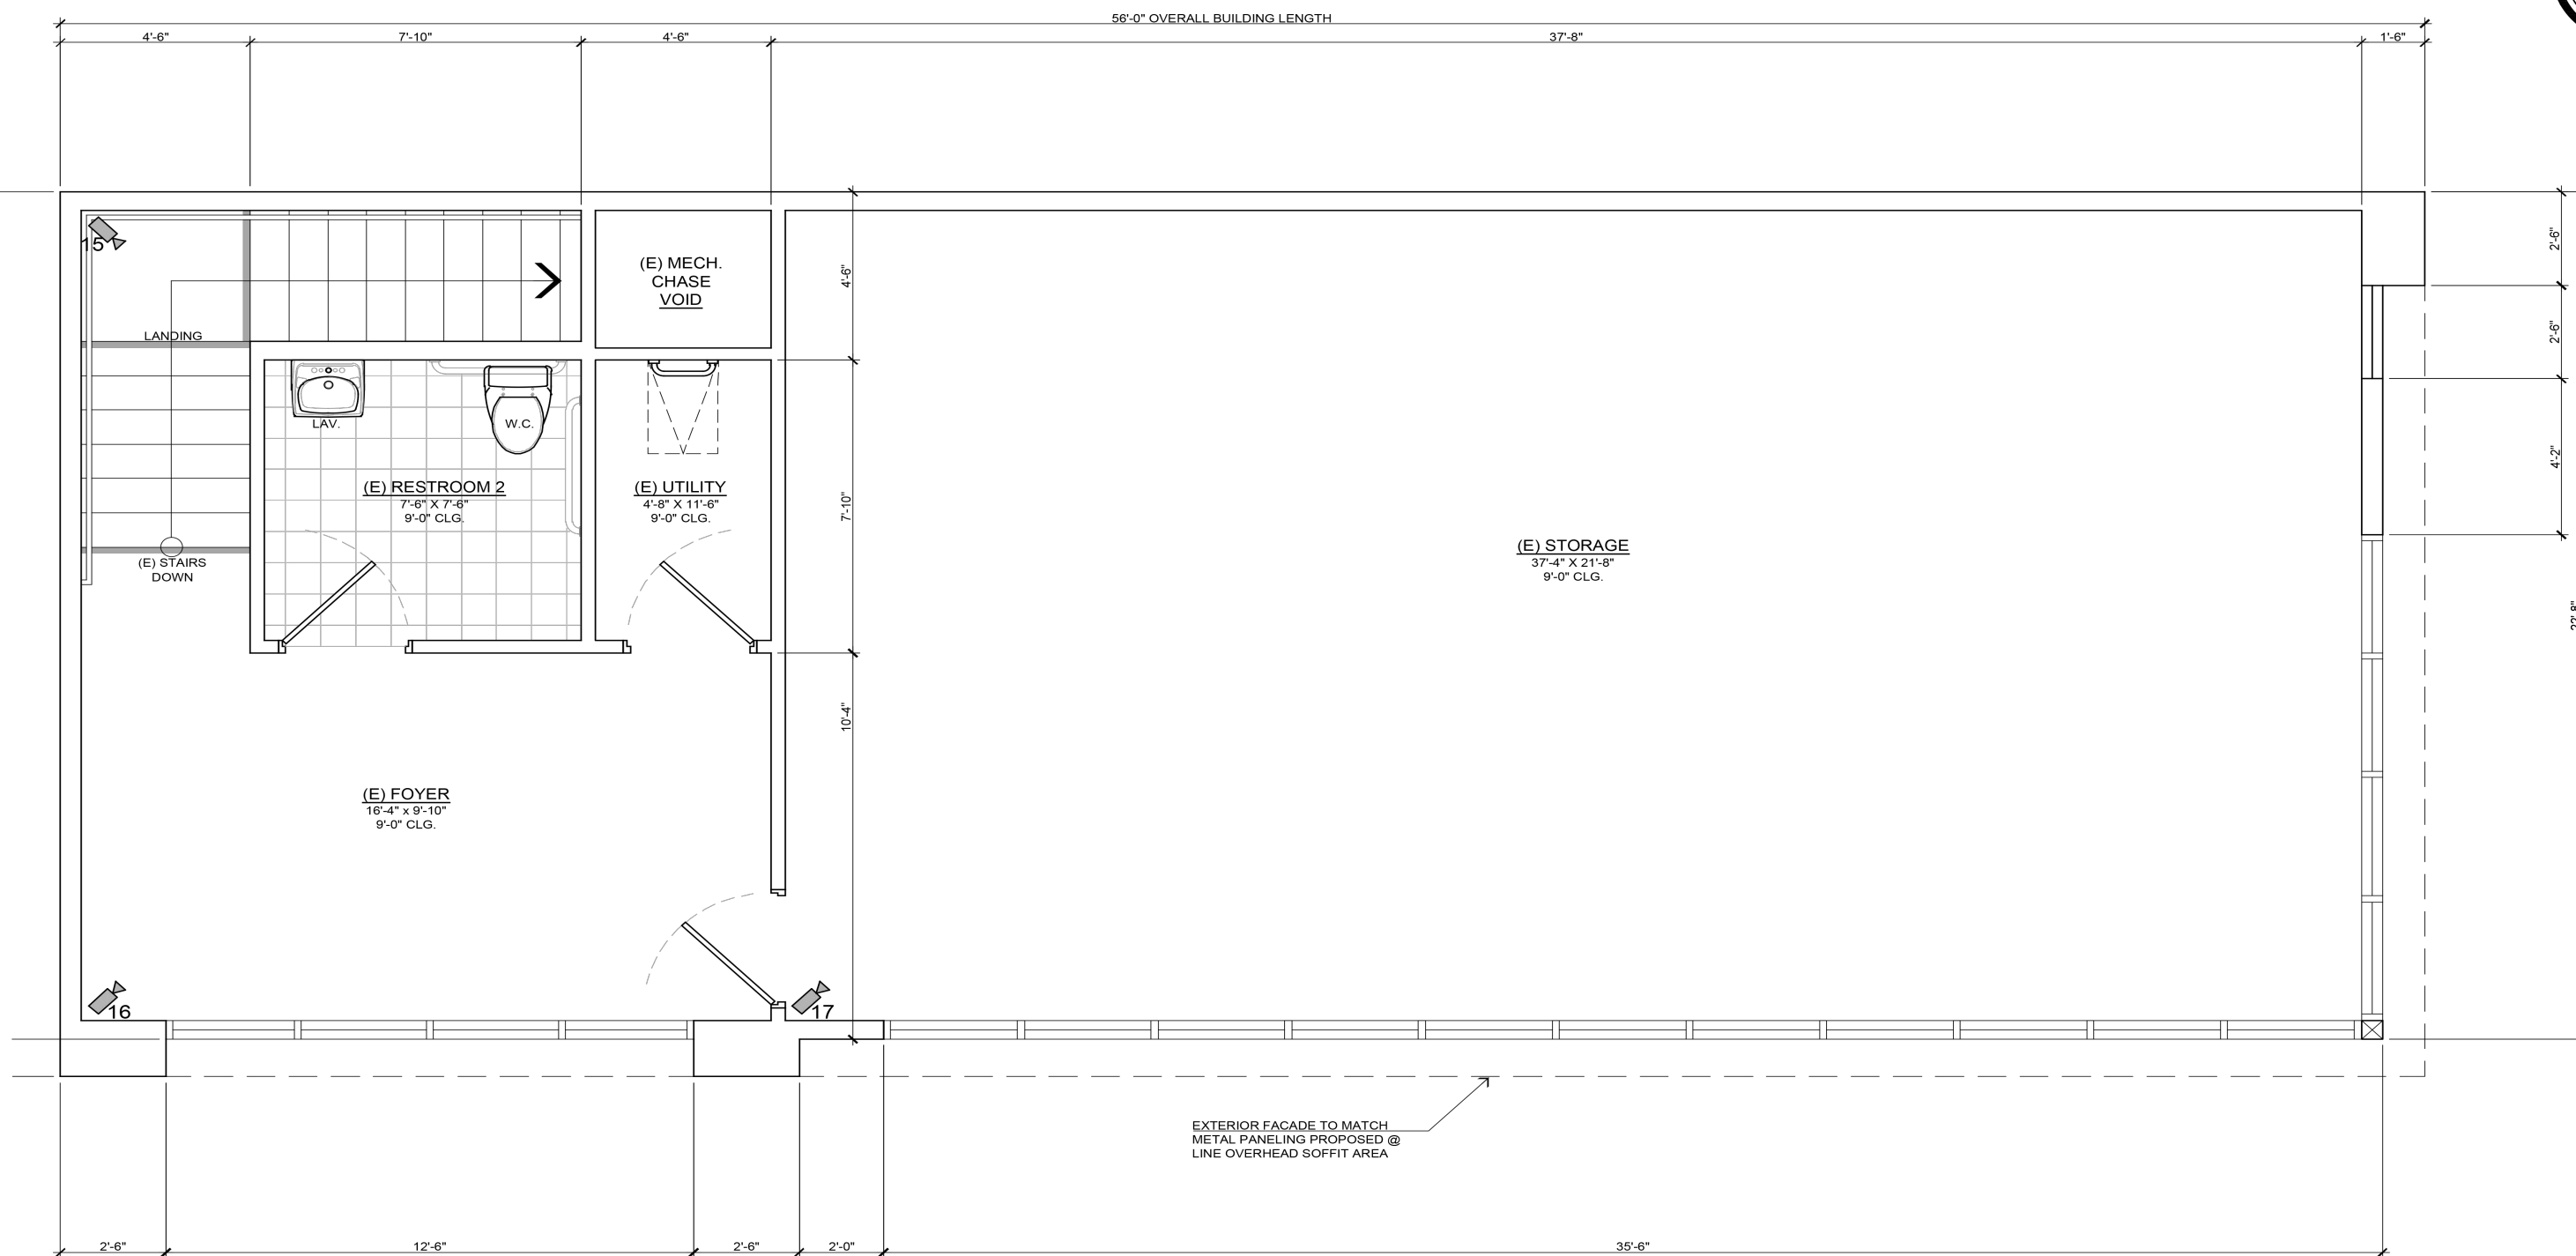 56'-0" OVERALL BUILDING LENGTH
4'-6"
7'-10"
4'-6"
37'-8"
1'-6"
15
(E) MECH.
CHASE
VOID
4'-6"
2'-6"
LANDING
2'-6"
LAV.
W.C.
4'-2"
(E) RESTROOM 2
7'-6" X 7'-6"
9'-0" CLG.
(E) UTILITY
4'-8" X 11'-6"
9'-0" CLG.
7'-10"
(E) STORAGE
37'-4" X 21'-8"
9'-0" CLG.
(E) STAIRS
DOWN
22'-8"
10'-4"
(E) FOYER
16'-4" x 9'-10"
9'-0" CLG.
16
17
EXTERIOR FACADE TO MATCH
METAL PANELING PROPOSED @
LINE OVERHEAD SOFFIT AREA
2'-6"
12'-6"
2'-6"
2'-0"
35'-6"